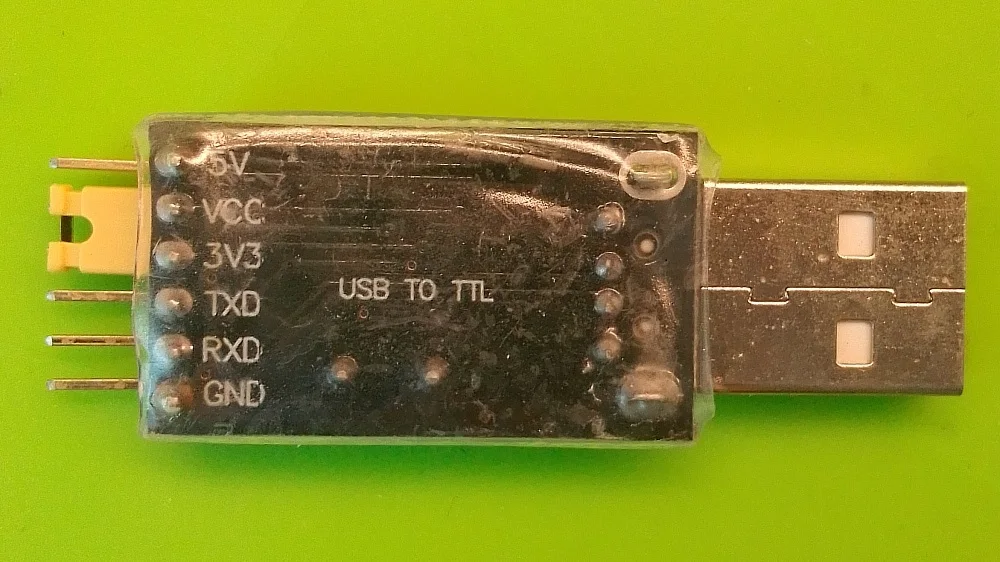 5V
VCC
3V3
TXD
RXD
GND
USB TO TTL